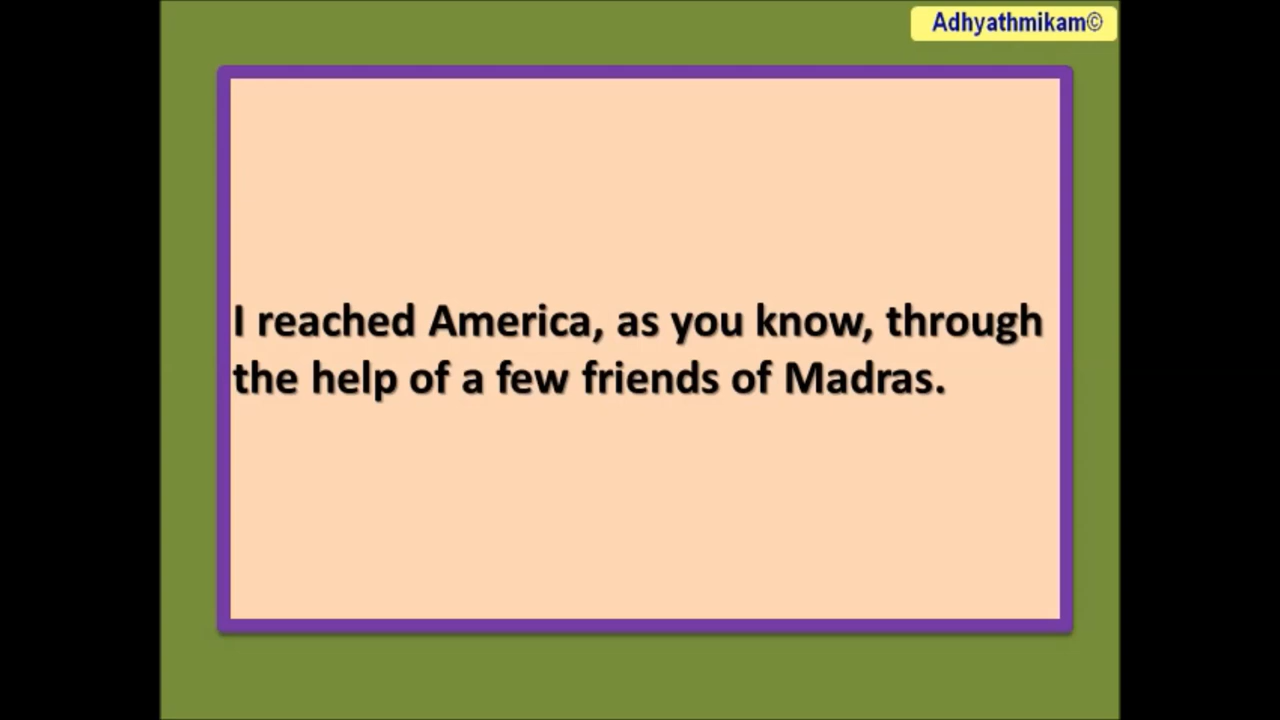 Adhyathmikam©
I reached America, as you know, through
the help of a few friends of Madras.